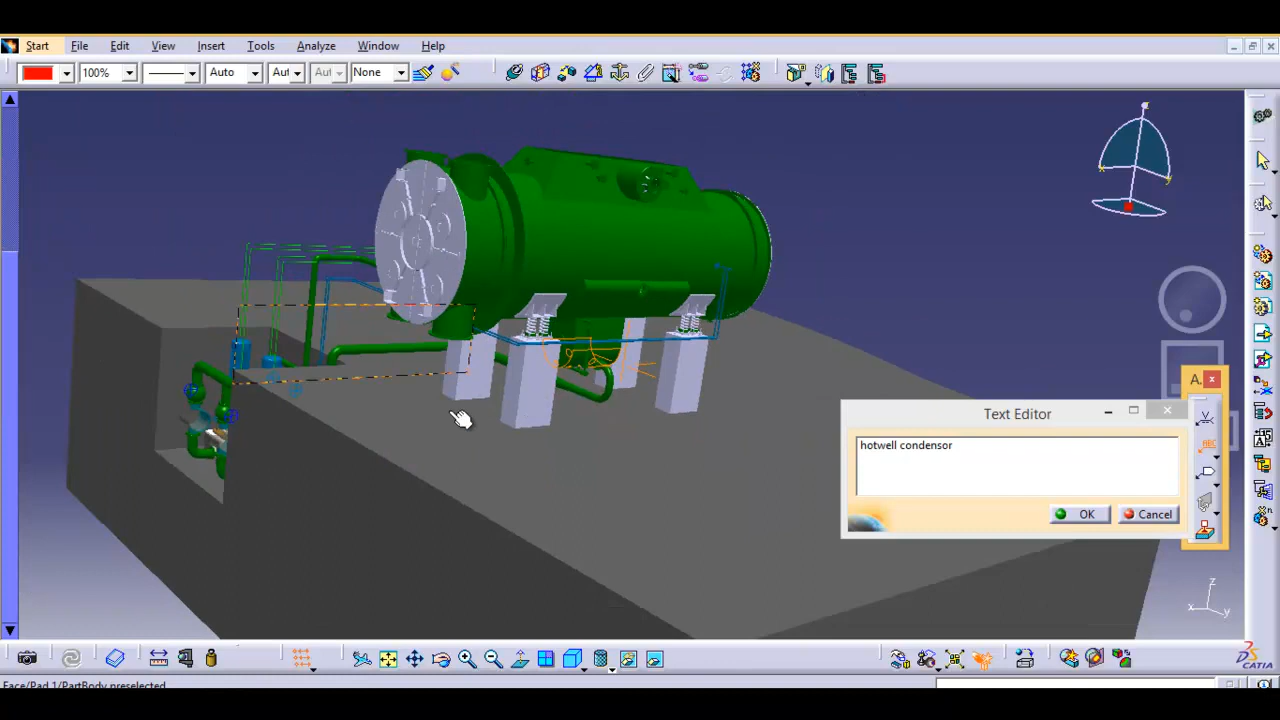 Start File Edit View Insert Tools Analyze Window Help
100% Auto Aut Aut None
A.
Text Editor
hotwell condensor
OK Cancel
ABC
z
x y
CATIA
Face/Pad.1/PartBody preselected